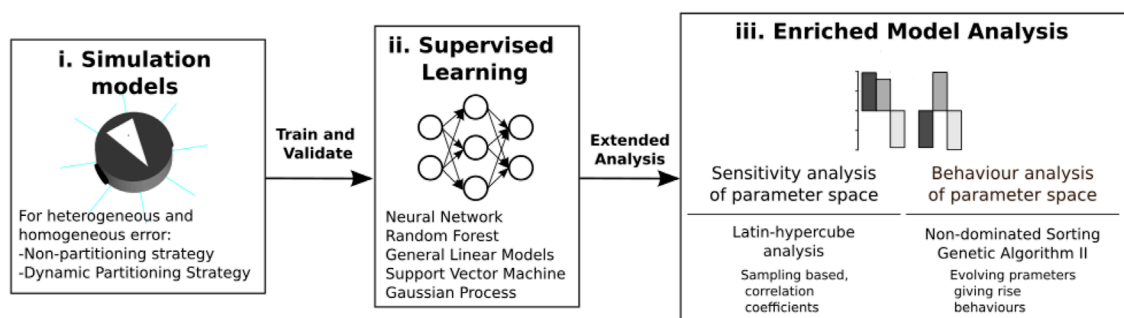 i. Simulation
models
For heterogeneous and
homogeneous error:
-Non-partitioning strategy
-Dynamic Partitioning Strategy
Train and
Validate
ii. Supervised
Learning
Neural Network
Random Forest
General Linear Models
Support Vector Machine
Gaussian Process
Extended
Analysis
iii. Enriched Model Analysis
Sensitivity analysis
of parameter space
Latin-hypercube
analysis
Sampling based,
correlation
coefficients
Behaviour analysis
of parameter space
Non-dominated Sorting
Genetic Algorithm II
Evolving prameters
giving rise
behaviours